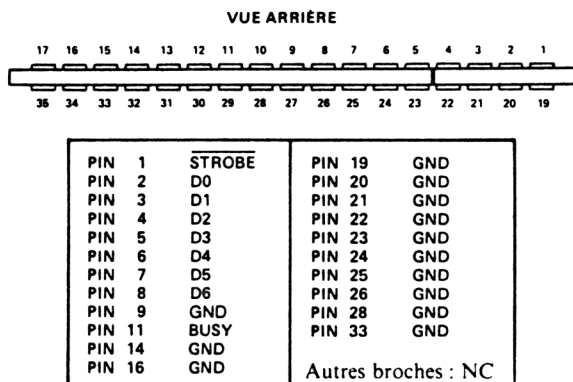 VUE ARRIÈRE
17 16 15 14 13 12 11 10 9 8 7 6 5 4 3 2 1
35 34 33 32 31 30 29 28 27 26 25 24 23 22 21 20 19
PIN 1 STROBE
PIN 2 D0
PIN 3 D1
PIN 4 D2
PIN 5 D3
PIN 6 D4
PIN 7 D5
PIN 8 D6
PIN 9 GND
PIN 11 BUSY
PIN 14 GND
PIN 16 GND
PIN 19 GND
PIN 20 GND
PIN 21 GND
PIN 22 GND
PIN 23 GND
PIN 24 GND
PIN 25 GND
PIN 26 GND
PIN 28 GND
PIN 33 GND
Autres broches : NC